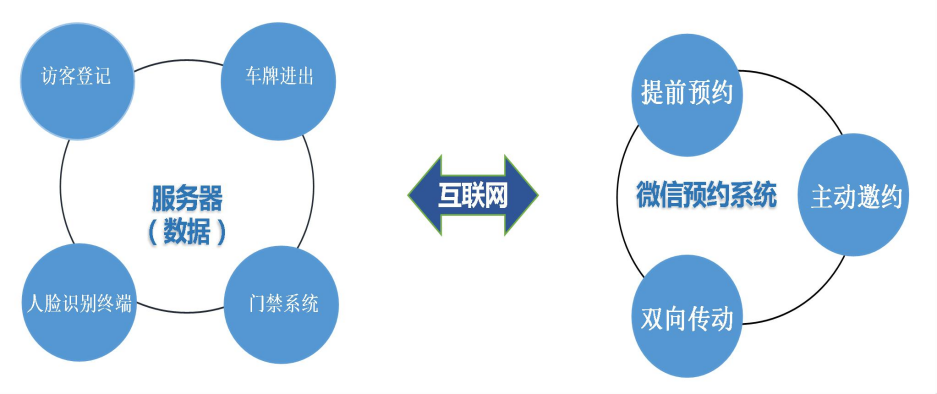 访客登记
车牌进出
服务器
（数据）
人脸识别终端
门禁系统
互联网
提前预约
微信预约系统
主动邀约
双向传动